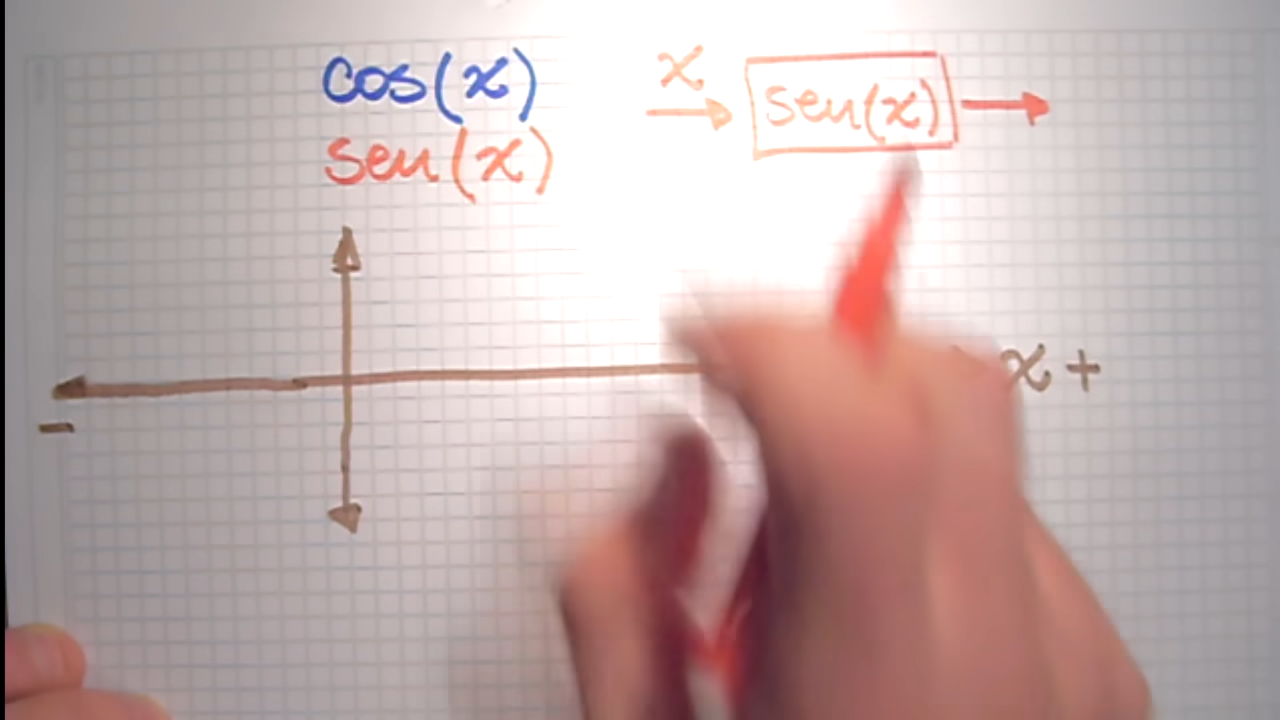 cos(x)
sen(x)
x
sen(x)
x +
-